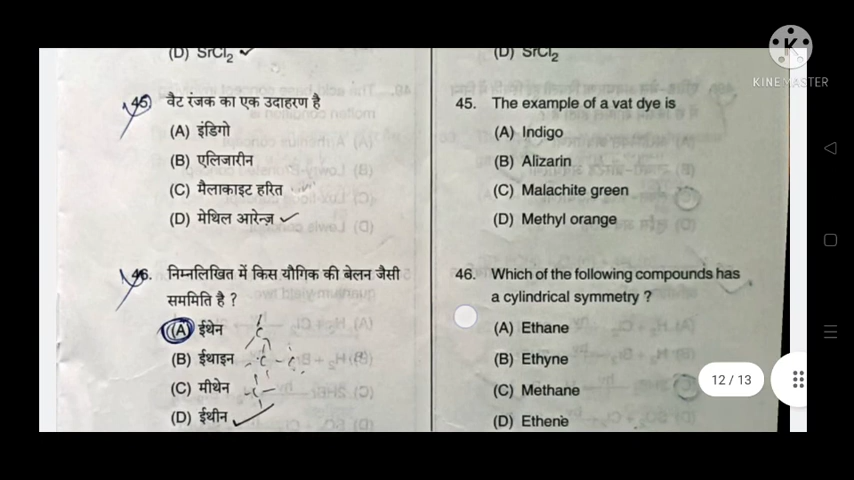 (D) SrCl₂
45) वैट रंजक का एक उदाहरण है
(A) इंडिगो
(B) एलिजारीन
(C) मैलाकाइट हरित
(D) मेथिल आरेन्ज़
46. निम्नलिखित में किस यौगिक की बेलन जैसी
सममिति है ?
(A) ईथेन
(B) ईथाइन
(C) मीथेन
(D) ईथीन
(D) SrCl₂
45. The example of a vat dye is
(A) Indigo
(B) Alizarin
(C) Malachite green
(D) Methyl orange
46. Which of the following compounds has
a cylindrical symmetry ?
(A) Ethane
(B) Ethyne
(C) Methane
(D) Ethene
K
KINEMASTER
12 / 13